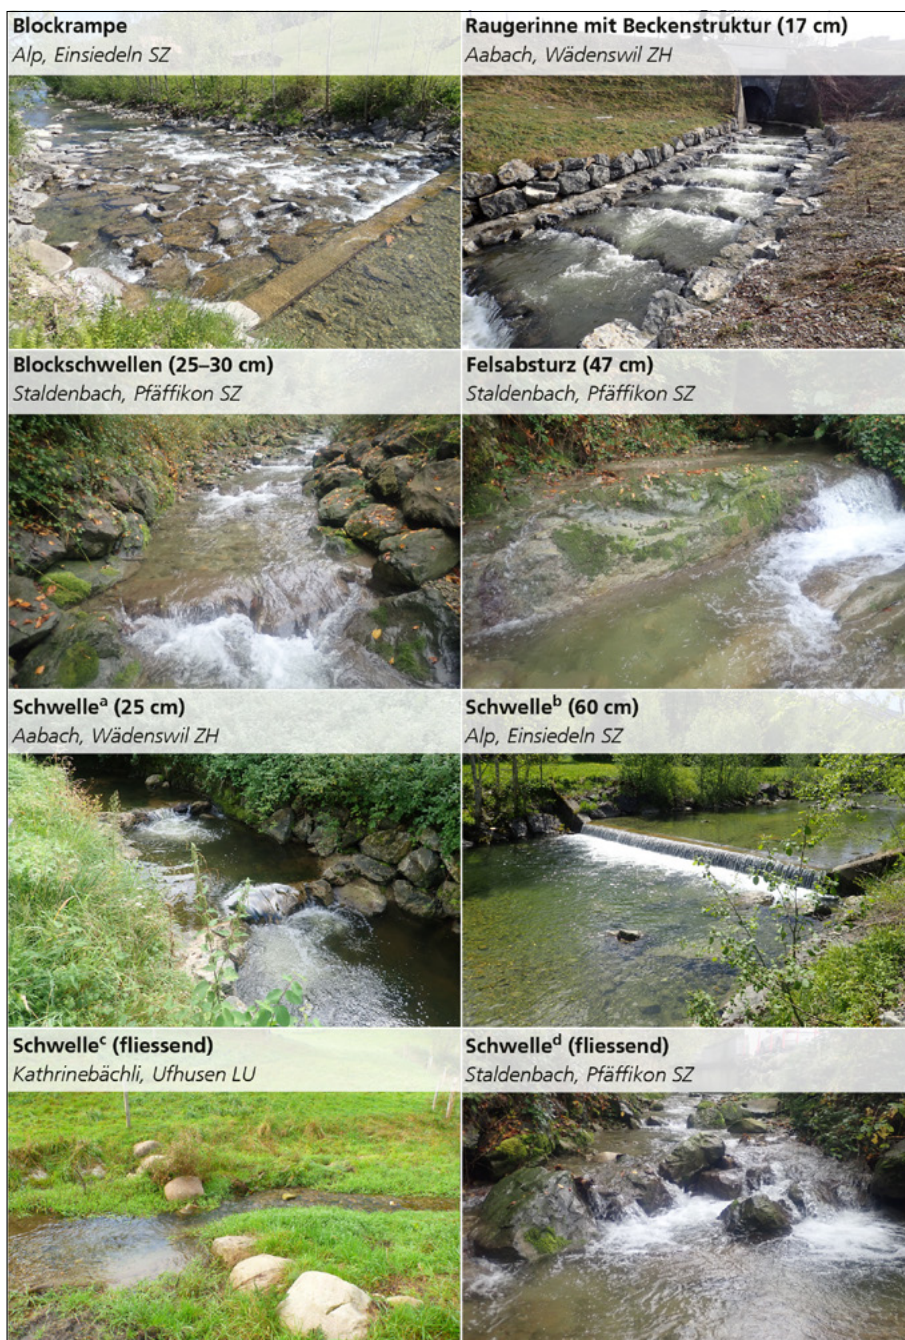 Blockrampe
Alp, Einsiedeln SZ
Raugerinne mit Beckenstruktur (17 cm)
Aabach, Wädenswil ZH
Blockschwellen (25–30 cm)
Staldenbach, Pfäffikon SZ
Felsabsturz (47 cm)
Staldenbach, Pfäffikon SZ
Schwelleᵃ (25 cm)
Aabach, Wädenswil ZH
Schwelleᵇ (60 cm)
Alp, Einsiedeln SZ
Schwelleᶜ (fliessend)
Kathrinebächli, Ufhusen LU
Schwelleᵈ (fliessend)
Staldenbach, Pfäffikon SZ